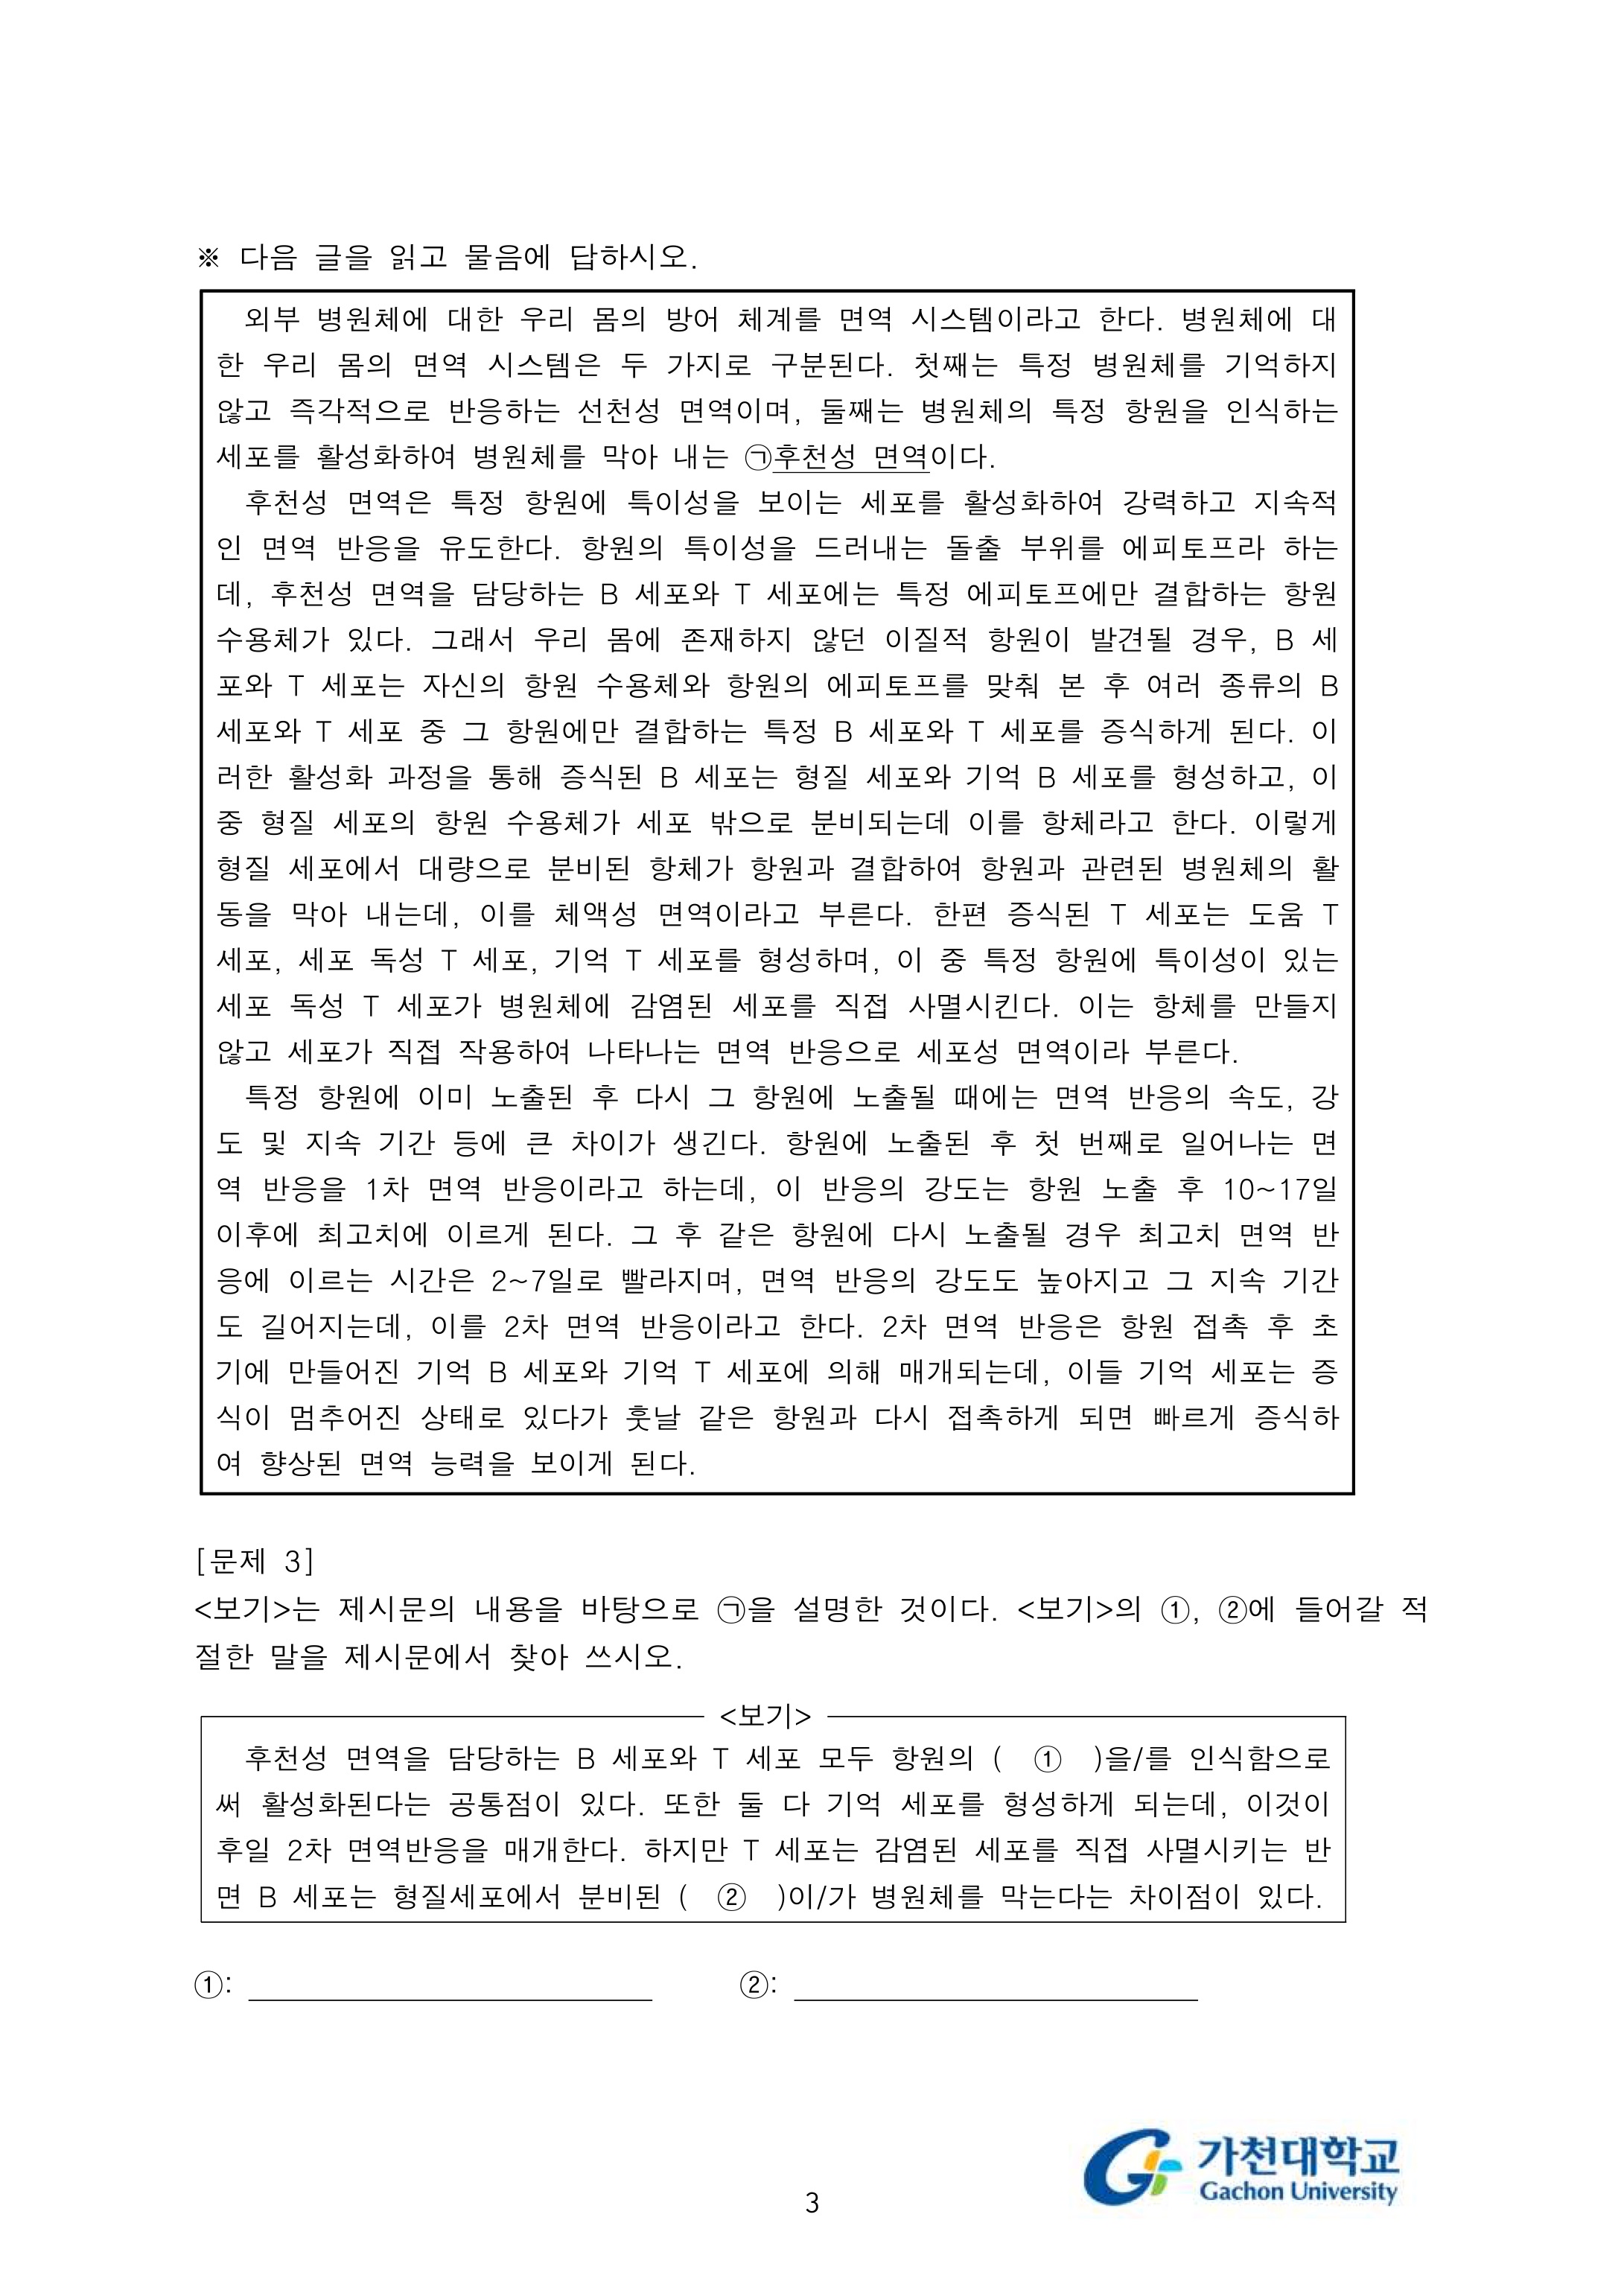 ※ 다음 글을 읽고 물음에 답하시오.
외부 병원체에 대한 우리 몸의 방어 체계를 면역 시스템이라고 한다. 병원체에 대
한 우리 몸의 면역 시스템은 두 가지로 구분된다. 첫째는 특정 병원체를 기억하지
않고 즉각적으로 반응하는 선천성 면역이며, 둘째는 병원체의 특정 항원을 인식하는
세포를 활성화하여 병원체를 막아 내는 ㉠후천성 면역이다.
후천성 면역은 특정 항원에 특이성을 보이는 세포를 활성화하여 강력하고 지속적
인 면역 반응을 유도한다. 항원의 특이성을 드러내는 돌출 부위를 에피토프라 하는
데, 후천성 면역을 담당하는 B 세포와 T 세포에는 특정 에피토프에만 결합하는 항원
수용체가 있다. 그래서 우리 몸에 존재하지 않던 이질적 항원이 발견될 경우, B 세
포와 T 세포는 자신의 항원 수용체와 항원의 에피토프를 맞춰 본 후 여러 종류의 B
세포와 T 세포 중 그 항원에만 결합하는 특정 B 세포와 T 세포를 증식하게 된다. 이
러한 활성화 과정을 통해 증식된 B 세포는 형질 세포와 기억 B 세포를 형성하고, 이
중 형질 세포의 항원 수용체가 세포 밖으로 분비되는데 이를 항체라고 한다. 이렇게
형질 세포에서 대량으로 분비된 항체가 항원과 결합하여 항원과 관련된 병원체의 활
동을 막아 내는데, 이를 체액성 면역이라고 부른다. 한편 증식된 T 세포는 도움 T
세포, 세포 독성 T 세포, 기억 T 세포를 형성하며, 이 중 특정 항원에 특이성이 있는
세포 독성 T 세포가 병원체에 감염된 세포를 직접 사멸시킨다. 이는 항체를 만들지
않고 세포가 직접 작용하여 나타나는 면역 반응으로 세포성 면역이라 부른다.
특정 항원에 이미 노출된 후 다시 그 항원에 노출될 때에는 면역 반응의 속도, 강
도 및 지속 기간 등에 큰 차이가 생긴다. 항원에 노출된 후 첫 번째로 일어나는 면
역 반응을 1차 면역 반응이라고 하는데, 이 반응의 강도는 항원 노출 후 10~17일
이후에 최고치에 이르게 된다. 그 후 같은 항원에 다시 노출될 경우 최고치 면역 반
응에 이르는 시간은 2~7일로 빨라지며, 면역 반응의 강도도 높아지고 그 지속 기간
도 길어지는데, 이를 2차 면역 반응이라고 한다. 2차 면역 반응은 항원 접촉 후 초
기에 만들어진 기억 B 세포와 기억 T 세포에 의해 매개되는데, 이들 기억 세포는 증
식이 멈추어진 상태로 있다가 훗날 같은 항원과 다시 접촉하게 되면 빠르게 증식하
여 향상된 면역 능력을 보이게 된다.
[문제 3]
<보기>는 제시문의 내용을 바탕으로 ㉠을 설명한 것이다. <보기>의 ①, ②에 들어갈 적
절한 말을 제시문에서 찾아 쓰시오.
<보기>
후천성 면역을 담당하는 B 세포와 T 세포 모두 항원의 ( ① )을/를 인식함으로
써 활성화된다는 공통점이 있다. 또한 둘 다 기억 세포를 형성하게 되는데, 이것이
후일 2차 면역반응을 매개한다. 하지만 T 세포는 감염된 세포를 직접 사멸시키는 반
면 B 세포는 형질세포에서 분비된 ( ② )이/가 병원체를 막는다는 차이점이 있다.
①: ②:
가천대학교
Gachon University
3